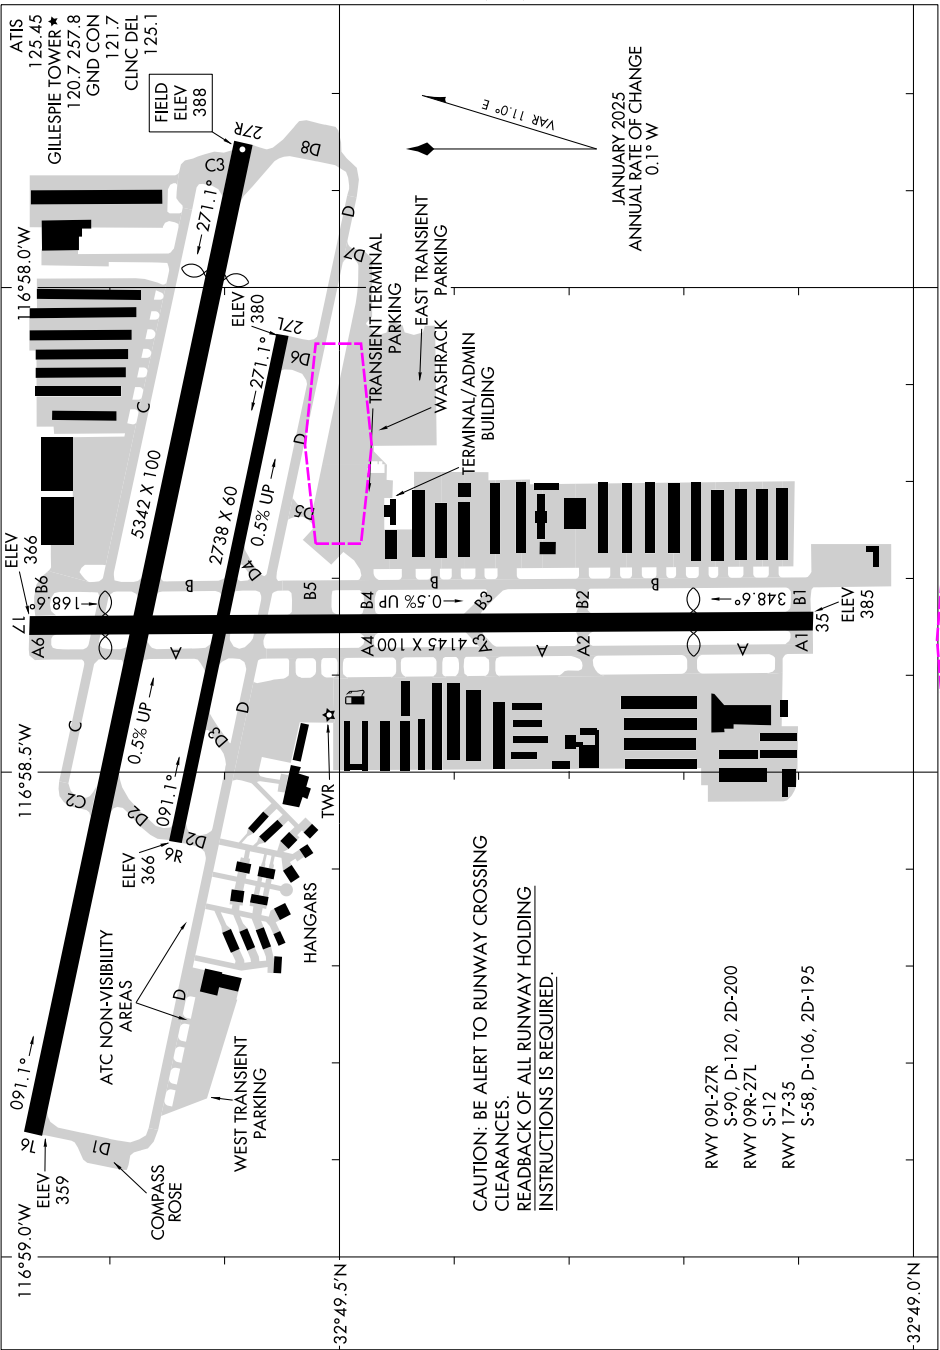 ATIS
125.45
GILLESPIE TOWER★
120.7 257.8
GND CON
121.7
CLNC DEL
125.1
FIELD
ELEV
388
27R
C3
D8
271.1°
D
D7
116°58.0'W
ELEV
380
27L
271.1°
D6
VAR 11.0° E
JANUARY 2025
ANNUAL RATE OF CHANGE
0.1° W
TRANSIENT TERMINAL
PARKING
EAST TRANSIENT
PARKING
WASHRACK
TERMINAL/ADMIN
BUILDING
C
5342 X 100
D
2738 X 60
0.5% UP
D5
D4
ELEV
366
17
B6
168.6°
A6
B
B5
B4
0.5% UP
B
B3
B2
B
348.6°
B1
35
ELEV
385
A
A4
4145 X 100
A3
A
A2
A
A1
C
0.5% UP
D
D3
116°58.5'W
C2
D2
091.1°
D2
9R
ELEV
366
TWR
HANGARS
ATC NON-VISIBILITY
AREAS
D
091.1°
9L
ELEV
359
D1
COMPASS
ROSE
WEST TRANSIENT
PARKING
116°59.0'W
32°49.5'N
32°49.0'N
CAUTION: BE ALERT TO RUNWAY CROSSING
CLEARANCES.
READBACK OF ALL RUNWAY HOLDING
INSTRUCTIONS IS REQUIRED.
RWY 09L-27R
S-90, D-120, 2D-200
RWY 09R-27L
S-12
RWY 17-35
S-58, D-106, 2D-195